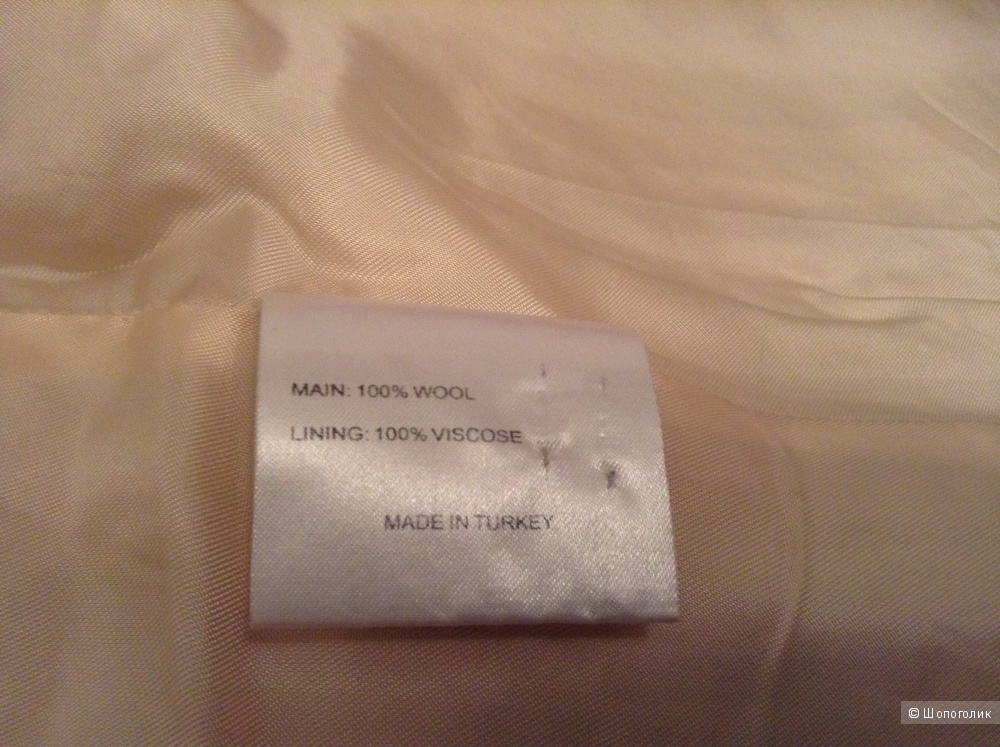 MAIN: 100% WOOL
LINING: 100% VISCOSE
MADE IN TURKEY
© Шопоголик